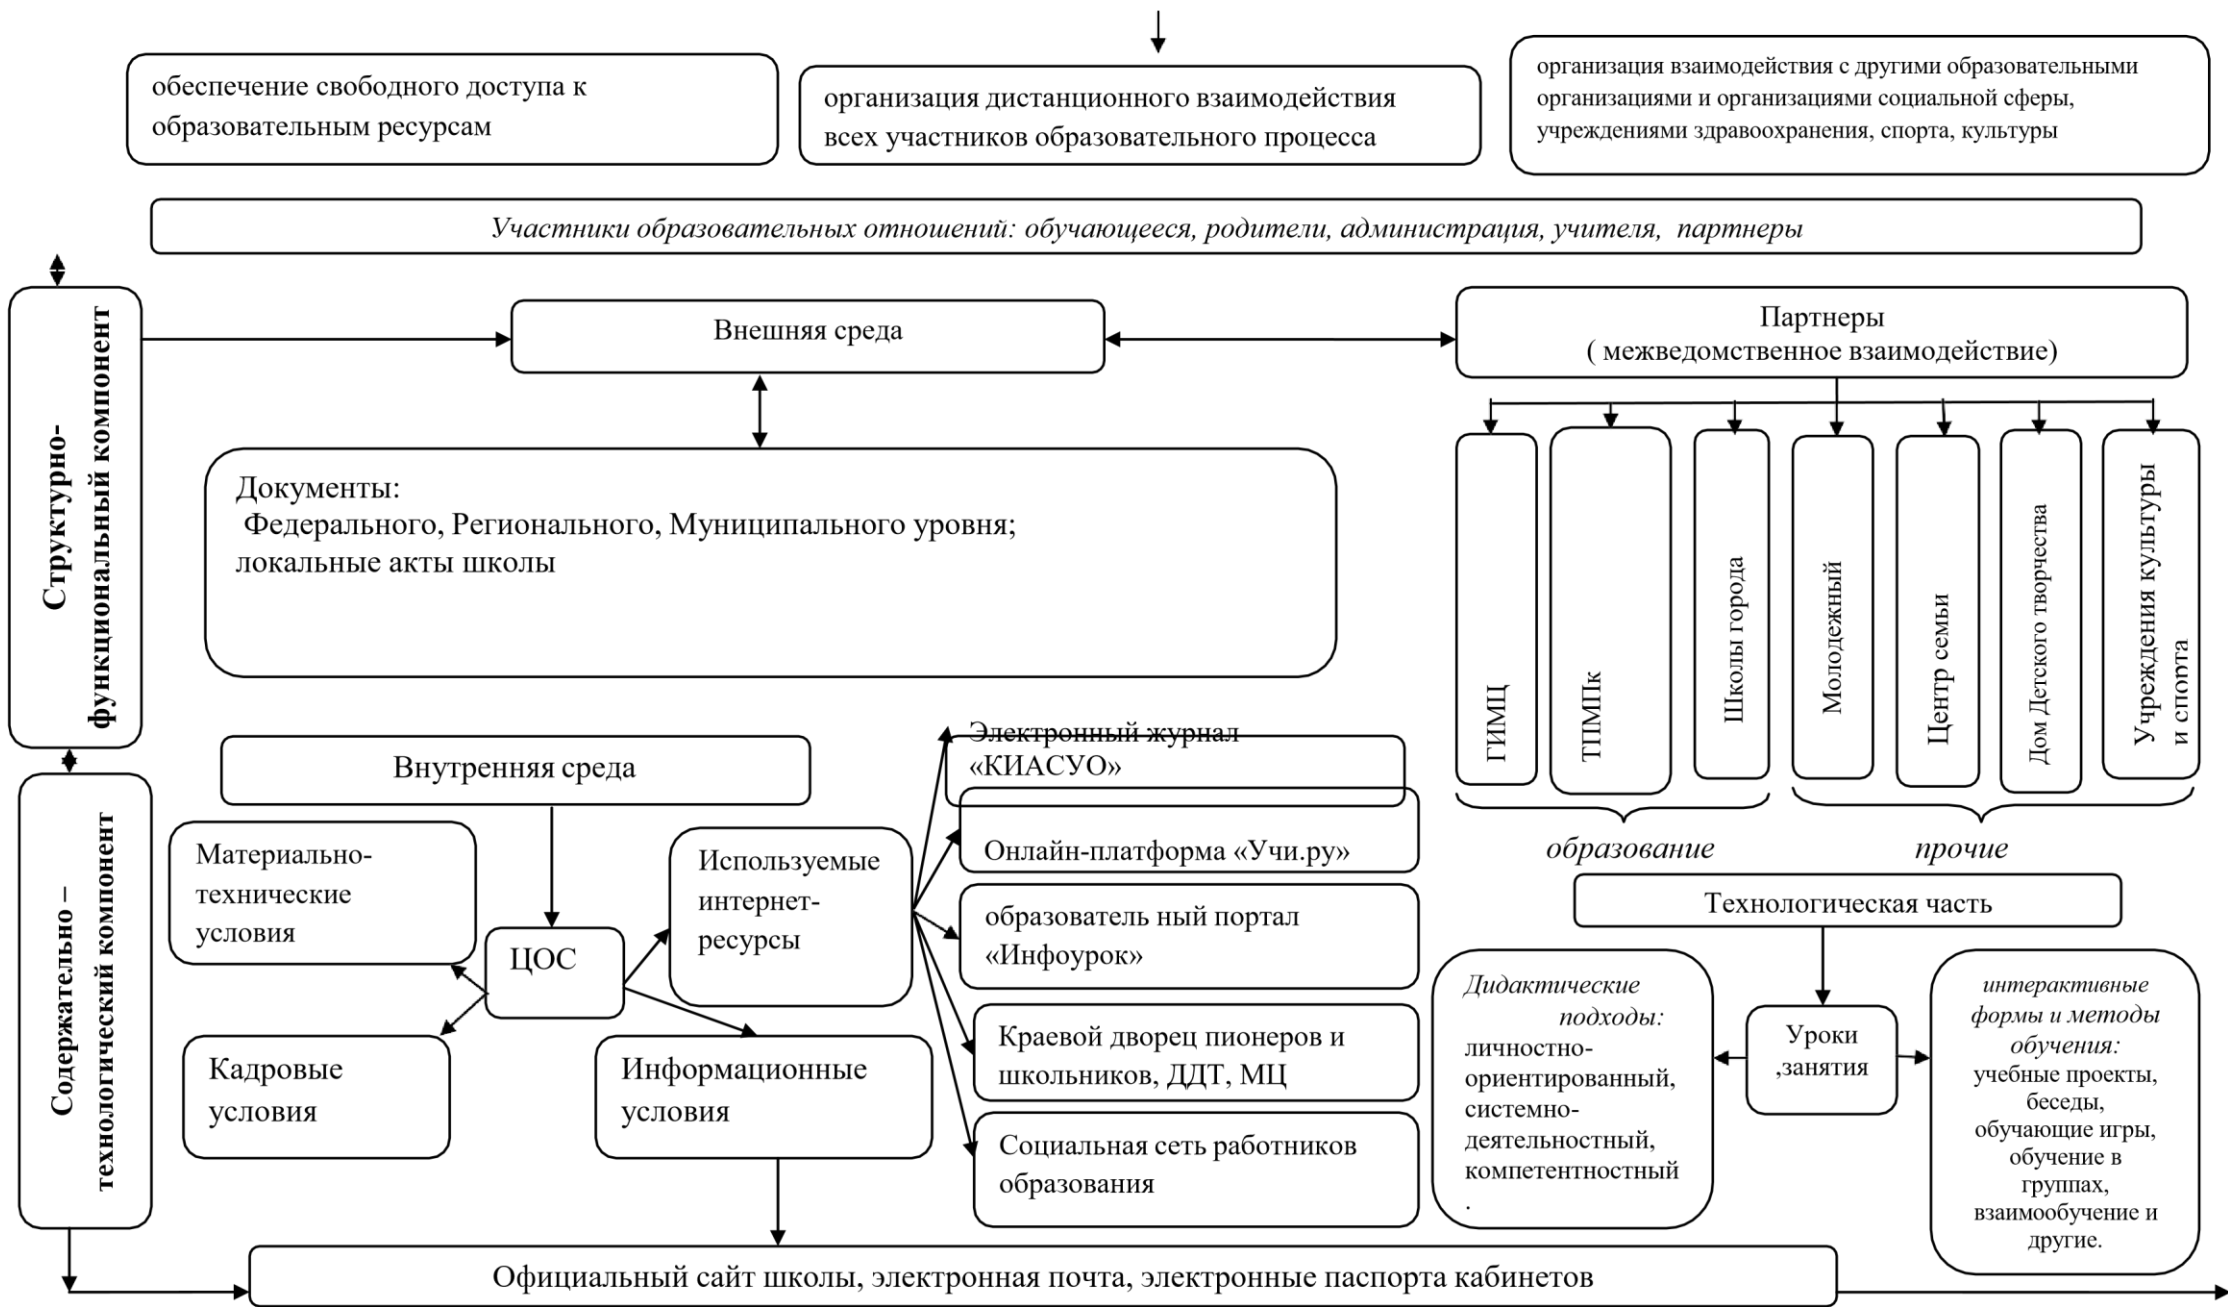 обеспечение свободного доступа к
образовательным ресурсам
организация дистанционного взаимодействия
всех участников образовательного процесса
организация взаимодействия с другими образовательными
организациями и организациями социальной сферы,
учреждениями здравоохранения, спорта, культуры
Участники образовательных отношений: обучающееся, родители, администрация, учителя, партнеры
Структурно-
функциональный компонент
Внешняя среда
Партнеры
( межведомственное взаимодействие)
Документы:
Федерального, Регионального, Муниципального уровня;
локальные акты школы
ГИМЦ
ТПМПк
Школы города
Молодежный
Центр семьи
Дом Детского творчества
Учреждения культуры
и спорта
образование
прочие
Содержательно –
технологический компонент
Внутренняя среда
Материально-
технические
условия
ЦОС
Кадровые
условия
Используемые
интернет-
ресурсы
Информационные
условия
Электронный журнал
«КИАСУО»
Онлайн-платформа «Учи.ру»
образователь ный портал
«Инфоурок»
Краевой дворец пионеров и
школьников, ДДТ, МЦ
Социальная сеть работников
образования
Технологическая часть
Дидактические
подходы:
личностно-
ориентированный,
системно-
деятельностный,
компетентностный
.
Уроки
,занятия
интерактивные
формы и методы
обучения:
учебные проекты,
беседы,
обучающие игры,
обучение в
группах,
взаимообучение и
другие.
Официальный сайт школы, электронная почта, электронные паспорта кабинетов